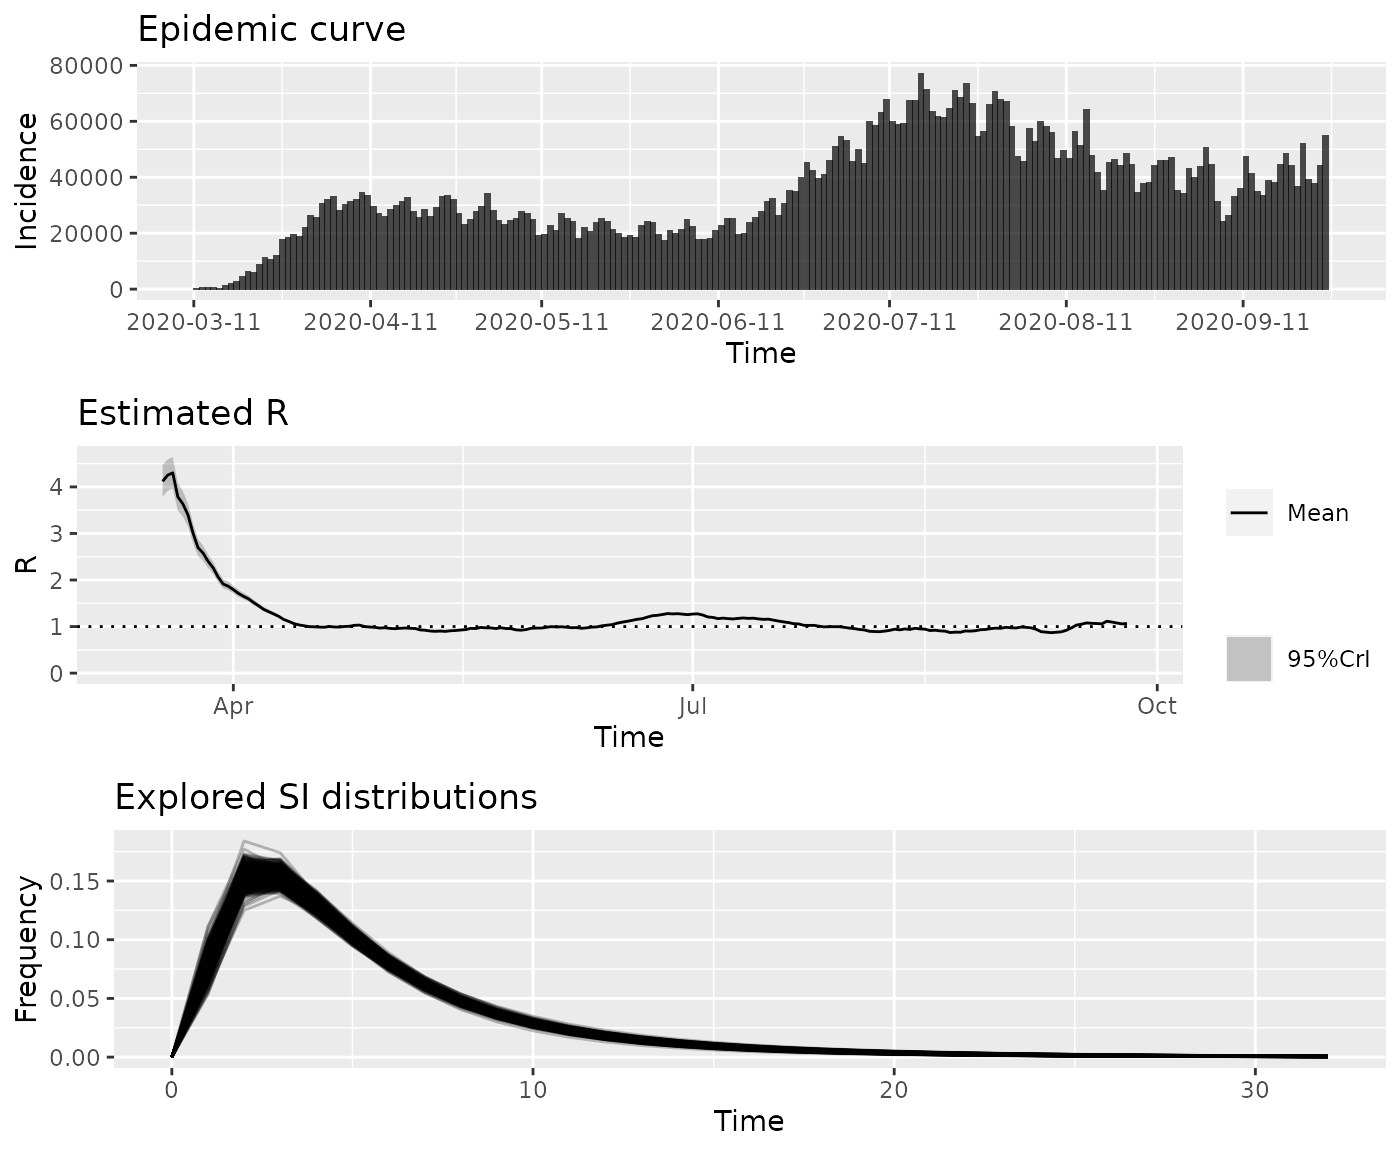 Epidemic curve
80000
60000
40000
20000
0
Incidence
2020-03-11 2020-04-11 2020-05-11 2020-06-11 2020-07-11 2020-08-11 2020-09-11
Time
Estimated R
4
3
2
1
0
R
Apr Jul Oct
Time
Mean
95%CrI
Explored SI distributions
0.15
0.10
0.05
0.00
Frequency
0 10 20 30
Time